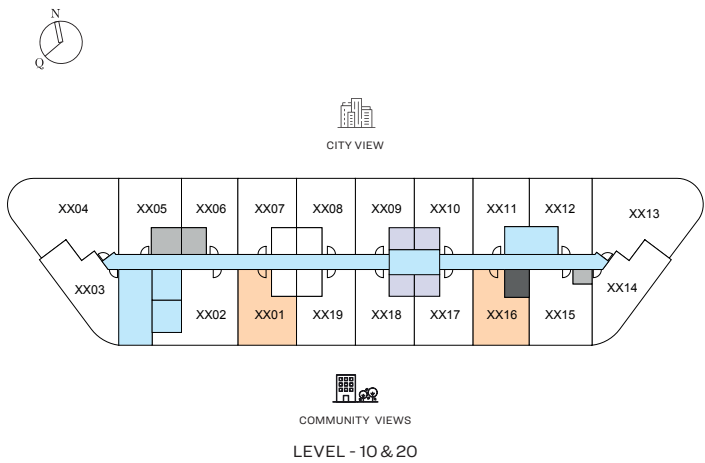 N
Q
CITY VIEW
XX04 XX05 XX06 XX07 XX08 XX09 XX10 XX11 XX12 XX13
XX03 XX02 XX01 XX19 XX18 XX17 XX16 XX15 XX14
COMMUNITY VIEWS
LEVEL - 10 & 20